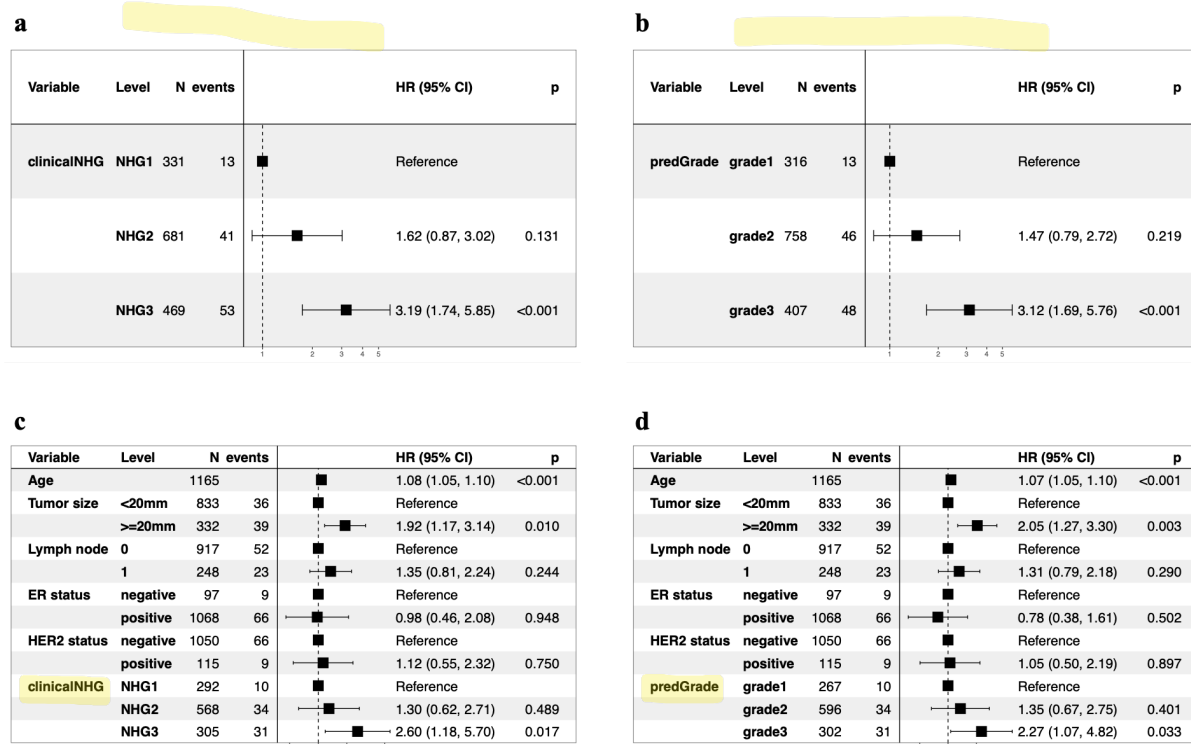 a
Variable Level N events HR (95% CI) p
clinicalNHG NHG1 331 13 Reference
NHG2 681 41 1.62 (0.87, 3.02) 0.131
NHG3 469 53 3.19 (1.74, 5.85) <0.001
1 2 3 4 5
b
Variable Level N events HR (95% CI) p
predGrade grade1 316 13 Reference
grade2 758 46 1.47 (0.79, 2.72) 0.219
grade3 407 48 3.12 (1.69, 5.76) <0.001
1 2 3 4 5
c
Variable Level N events HR (95% CI) p
Age 1165 1.08 (1.05, 1.10) <0.001
Tumor size <20mm 833 36 Reference
>=20mm 332 39 1.92 (1.17, 3.14) 0.010
Lymph node 0 917 52 Reference
1 248 23 1.35 (0.81, 2.24) 0.244
ER status negative 97 9 Reference
positive 1068 66 0.98 (0.46, 2.08) 0.948
HER2 status negative 1050 66 Reference
positive 115 9 1.12 (0.55, 2.32) 0.750
clinicalNHG NHG1 292 10 Reference
NHG2 568 34 1.30 (0.62, 2.71) 0.489
NHG3 305 31 2.60 (1.18, 5.70) 0.017
d
Variable Level N events HR (95% CI) p
Age 1165 1.07 (1.05, 1.10) <0.001
Tumor size <20mm 833 36 Reference
>=20mm 332 39 2.05 (1.27, 3.30) 0.003
Lymph node 0 917 52 Reference
1 248 23 1.31 (0.79, 2.18) 0.290
ER status negative 97 9 Reference
positive 1068 66 0.78 (0.38, 1.61) 0.502
HER2 status negative 1050 66 Reference
positive 115 9 1.05 (0.50, 2.19) 0.897
predGrade grade1 267 10 Reference
grade2 596 34 1.35 (0.67, 2.75) 0.401
grade3 302 31 2.27 (1.07, 4.82) 0.033